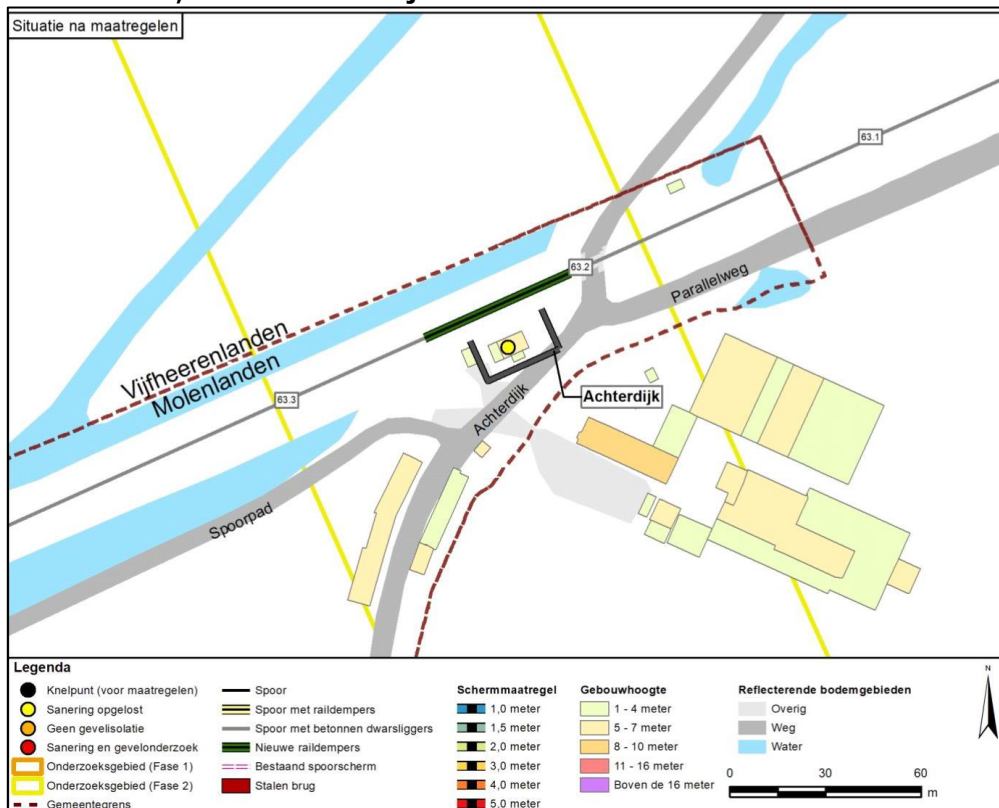 Situatie na maatregelen
63.1
63.2
Parallelweg
Vijfheerenlanden
Molenlanden
63.3
Achterdijk
Achterdijk
Spoorpad
Legenda
Knelpunt (voor maatregelen)
Sanering opgelost
Geen gevelisolatie
Sanering en gevelonderzoek
Onderzoeksgebied (Fase 1)
Onderzoeksgebied (Fase 2)
Gemeentegrens
Spoor
Spoor met raildempers
Spoor met betonnen dwarsliggers
Nieuwe raildempers
Bestaand spoorscherm
Stalen brug
Schermmaatregel
1,0 meter
1,5 meter
2,0 meter
3,0 meter
4,0 meter
5,0 meter
Gebouwhoogte
1 - 4 meter
5 - 7 meter
8 - 10 meter
11 - 16 meter
Boven de 16 meter
Reflecterende bodemgebieden
Overig
Weg
Water
N
0 30 60
m